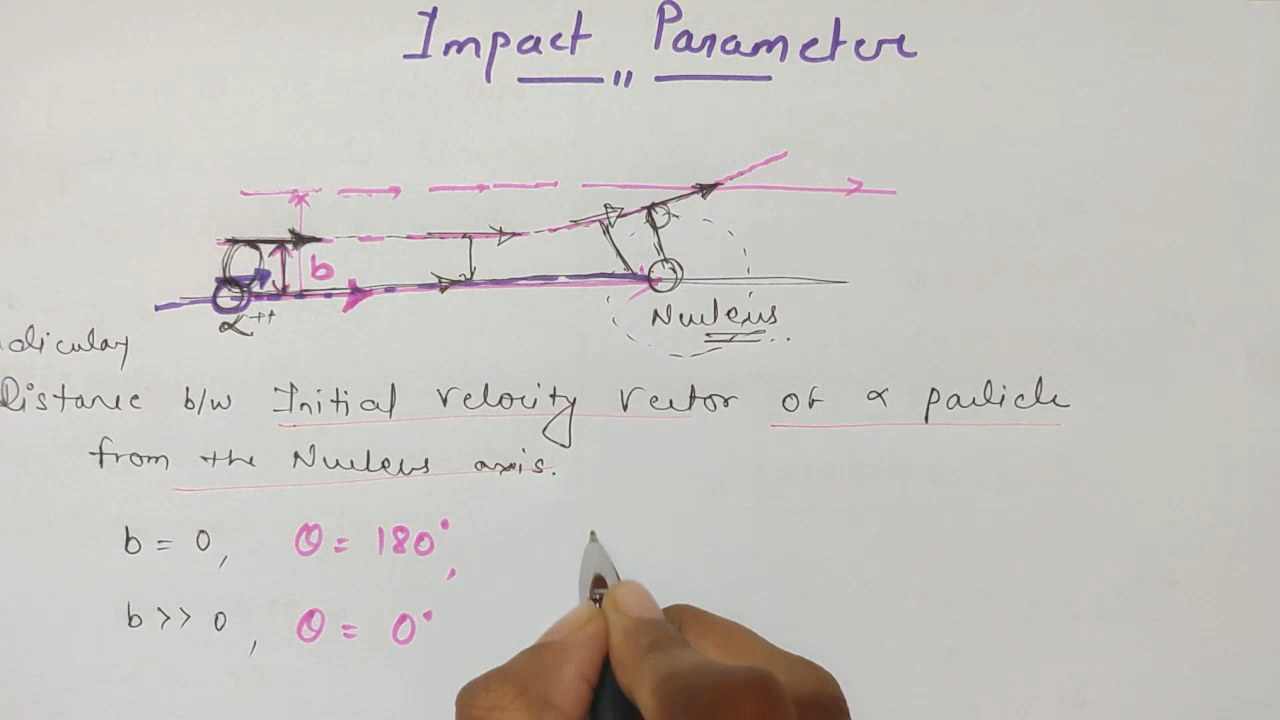 Impact Parameter
b
α++
Nucleus
dicular
Distance b/w Initial velocity vector of α particle
from the Nucleus axis.
b = 0, θ = 180°,
b >> 0, θ = 0°